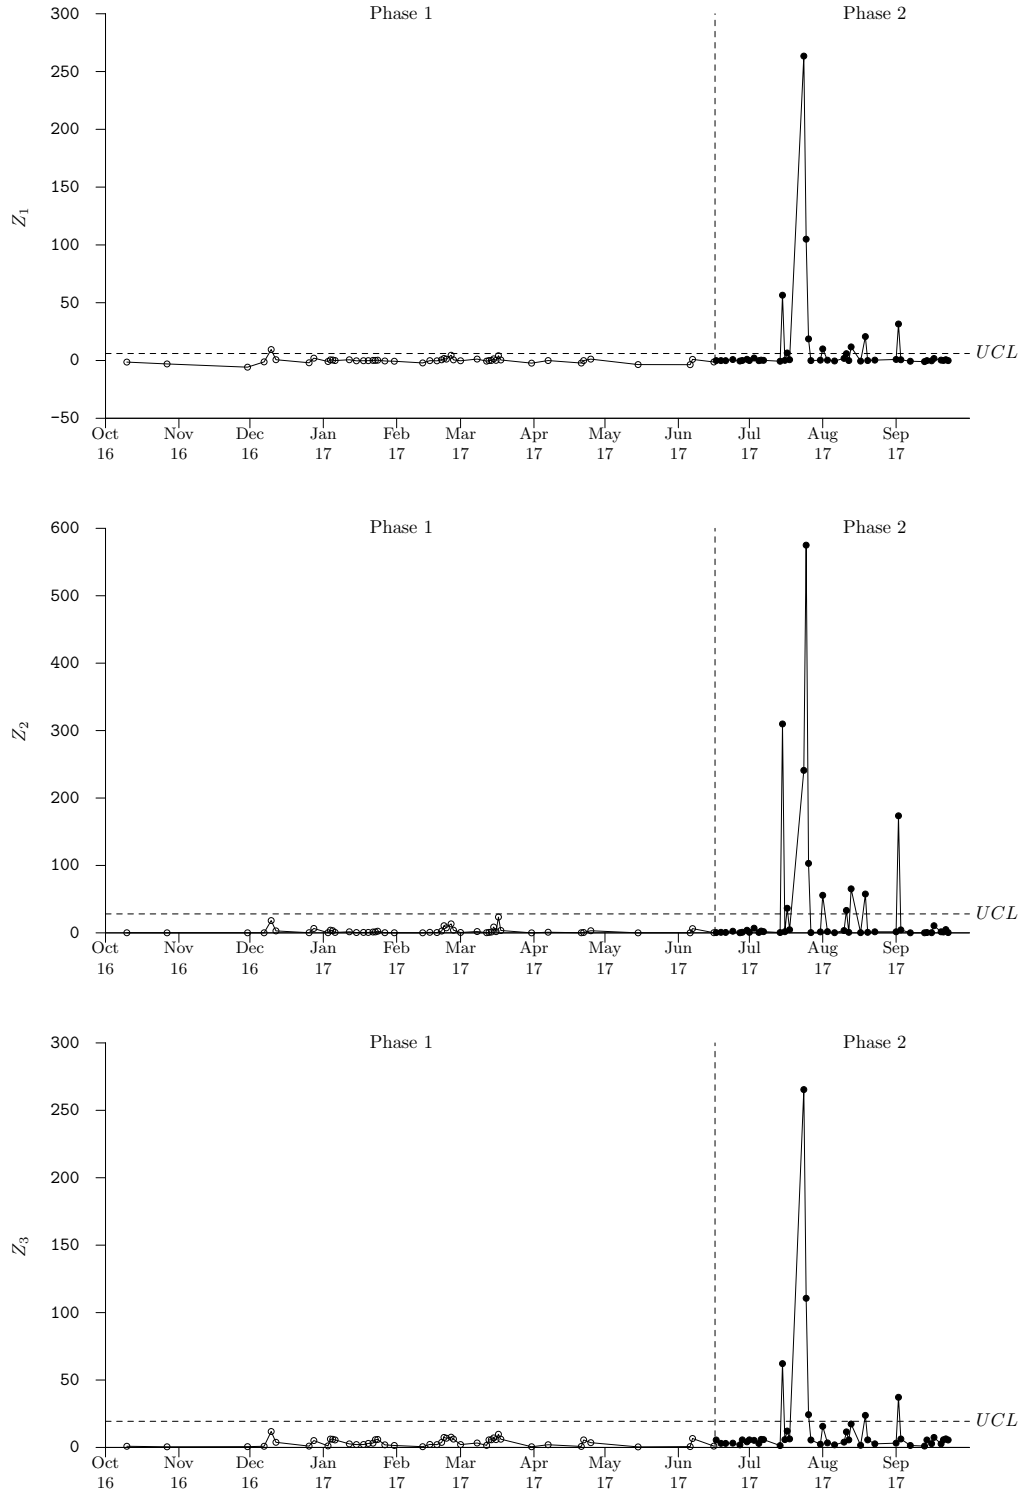 Phase 1 Phase 2
300
250
200
150
100
50
0
−50
Z1
UCL
Oct Nov Dec Jan Feb Mar Apr May Jun Jul Aug Sep
16 16 16 17 17 17 17 17 17 17 17 17
Phase 1 Phase 2
600
500
400
300
200
100
0
Z2
UCL
Oct Nov Dec Jan Feb Mar Apr May Jun Jul Aug Sep
16 16 16 17 17 17 17 17 17 17 17 17
Phase 1 Phase 2
300
250
200
150
100
50
0
Z3
UCL
Oct Nov Dec Jan Feb Mar Apr May Jun Jul Aug Sep
16 16 16 17 17 17 17 17 17 17 17 17